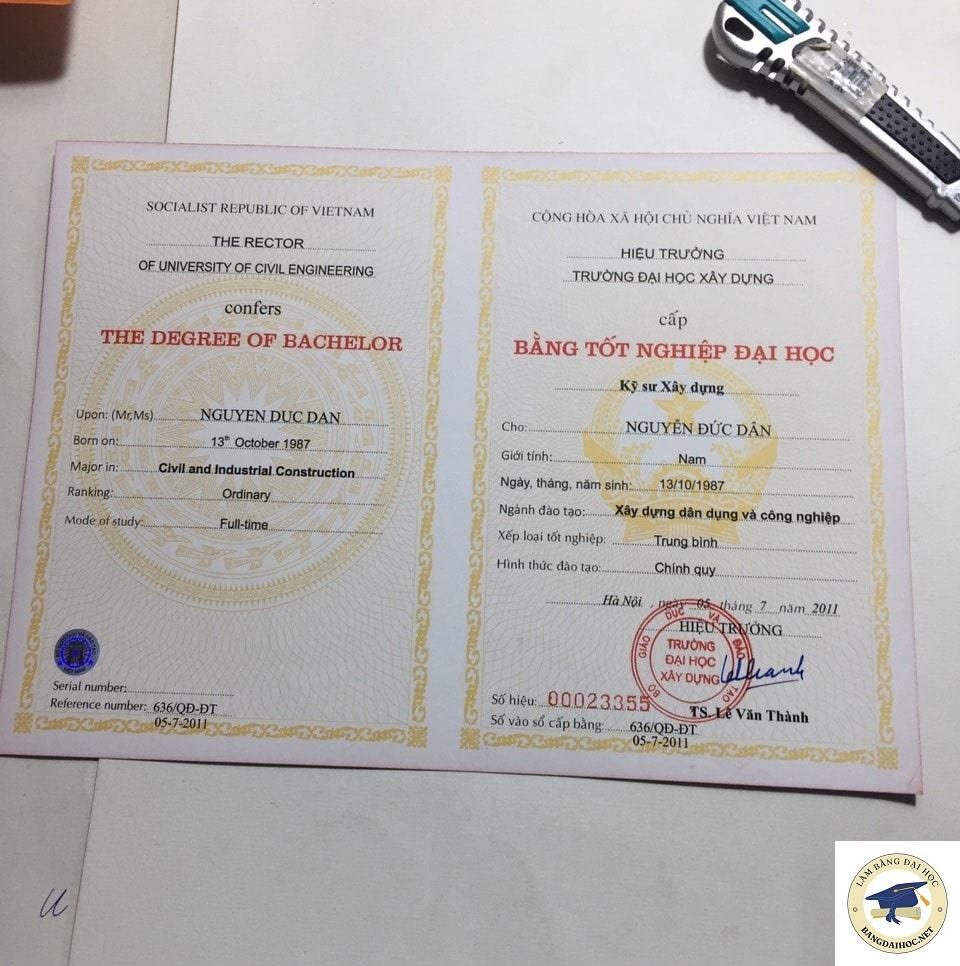 SOCIALIST REPUBLIC OF VIETNAM
THE RECTOR
OF UNIVERSITY OF CIVIL ENGINEERING
confers
THE DEGREE OF BACHELOR
Upon: (Mr,Ms) NGUYEN DUC DAN
Born on: 13th October 1987
Major in: Civil and Industrial Construction
Ranking: Ordinary
Mode of study: Full-time
Serial number:
Reference number: 636/QĐ-ĐT
05-7-2011
CỘNG HÒA XÃ HỘI CHỦ NGHĨA VIỆT NAM
HIỆU TRƯỞNG
TRƯỜNG ĐẠI HỌC XÂY DỰNG
cấp
BẰNG TỐT NGHIỆP ĐẠI HỌC
Kỹ sư Xây dựng
Cho: NGUYỄN ĐỨC DÂN
Giới tính: Nam
Ngày, tháng, năm sinh: 13/10/1987
Ngành đào tạo: Xây dựng dân dụng và công nghiệp
Xếp loại tốt nghiệp: Trung bình
Hình thức đào tạo: Chính quy
Hà Nội , ngày 05 tháng 7 năm 2011
HIỆU TRƯỞNG
BỘ GIÁO DỤC VÀ ĐÀO TẠO
TRƯỜNG
ĐẠI HỌC
XÂY DỰNG
TS. Lê Văn Thành
Số hiệu: 00023355
Số vào sổ cấp bằng: 636/QĐ-ĐT
05-7-2011
LÀM BẰNG ĐẠI HỌC
BANGDAIHOC.NET